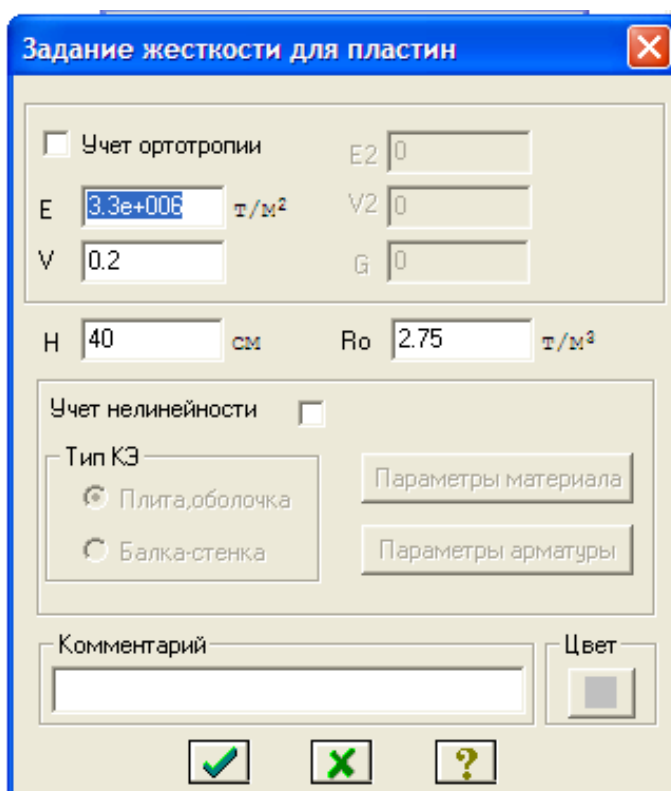 Задание жесткости для пластин
Учет ортотропии
E2 0
E 3.3e+006 т/м²
V2 0
V 0.2
G 0
H 40 см Ro 2.75 т/м³
Учет нелинейности
Тип КЭ
Плита,оболочка
Параметры материала
Балка-стенка
Параметры арматуры
Комментарий
Цвет
?